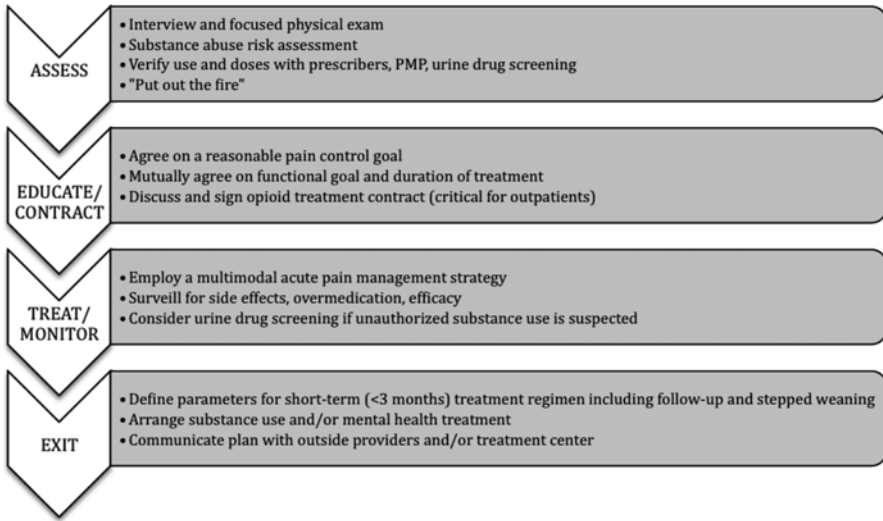 ASSESS
• Interview and focused physical exam
• Substance abuse risk assessment
• Verify use and doses with prescribers, PMP, urine drug screening
• "Put out the fire"
EDUCATE/
CONTRACT
• Agree on a reasonable pain control goal
• Mutually agree on functional goal and duration of treatment
• Discuss and sign opioid treatment contract (critical for outpatients)
TREAT/
MONITOR
• Employ a multimodal acute pain management strategy
• Surveill for side effects, overmedication, efficacy
• Consider urine drug screening if unauthorized substance use is suspected
EXIT
• Define parameters for short-term (<3 months) treatment regimen including follow-up and stepped weaning
• Arrange substance use and/or mental health treatment
• Communicate plan with outside providers and/or treatment center